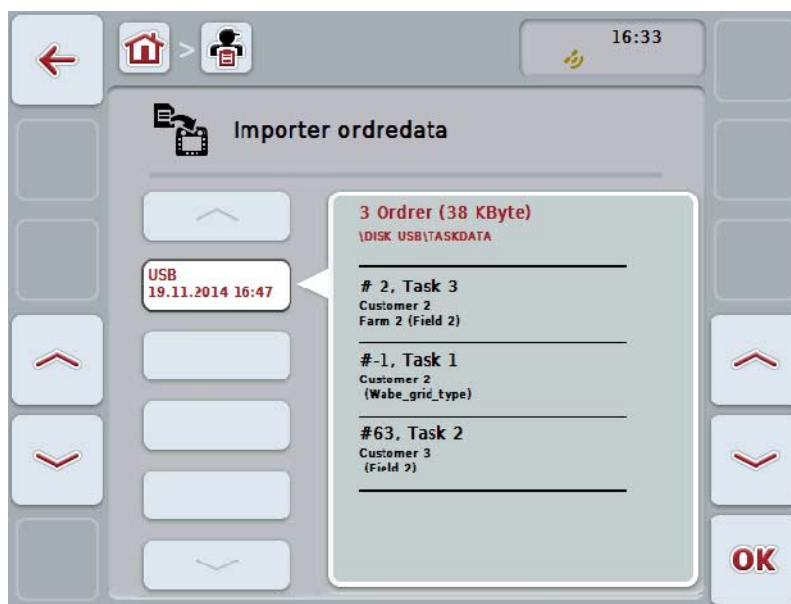 >
16:33
Importer ordredata
USB
19.11.2014 16:47
3 Ordrer (38 KByte)
\DISK USB\TASKDATA
# 2, Task 3
Customer 2
Farm 2 (Field 2)
#-1, Task 1
Customer 2
(Wabe_grid_type)
#63, Task 2
Customer 3
(Field 2)
OK